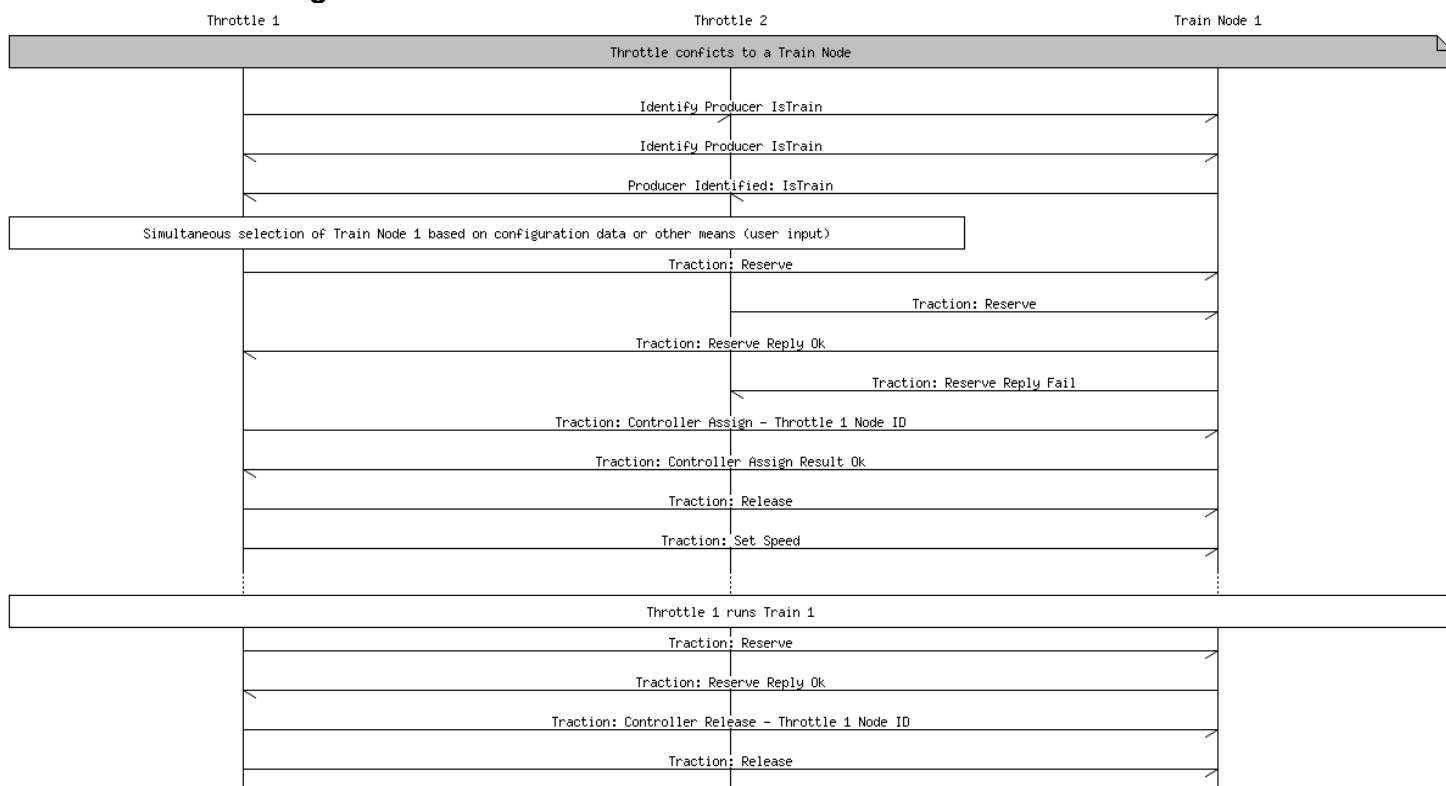 Throttle 1 Throttle 2 Train Node 1
Throttle conficts to a Train Node
Identify Producer IsTrain
Identify Producer IsTrain
Producer Identified: IsTrain
Simultaneous selection of Train Node 1 based on configuration data or other means (user input)
Traction: Reserve
Traction: Reserve
Traction: Reserve Reply Ok
Traction: Reserve Reply Fail
Traction: Controller Assign - Throttle 1 Node ID
Traction: Controller Assign Result Ok
Traction: Release
Traction: Set Speed
Throttle 1 runs Train 1
Traction: Reserve
Traction: Reserve Reply Ok
Traction: Controller Release - Throttle 1 Node ID
Traction: Release